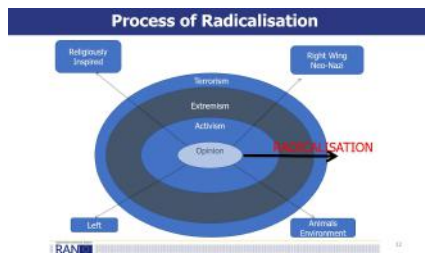 Process of Radicalisation
Religiously
Inspired
Right Wing
Neo-Nazi
Terrorism
Extremism
Activism
Opinion
RADICALISATION
Left
Animals
Environment
RAN